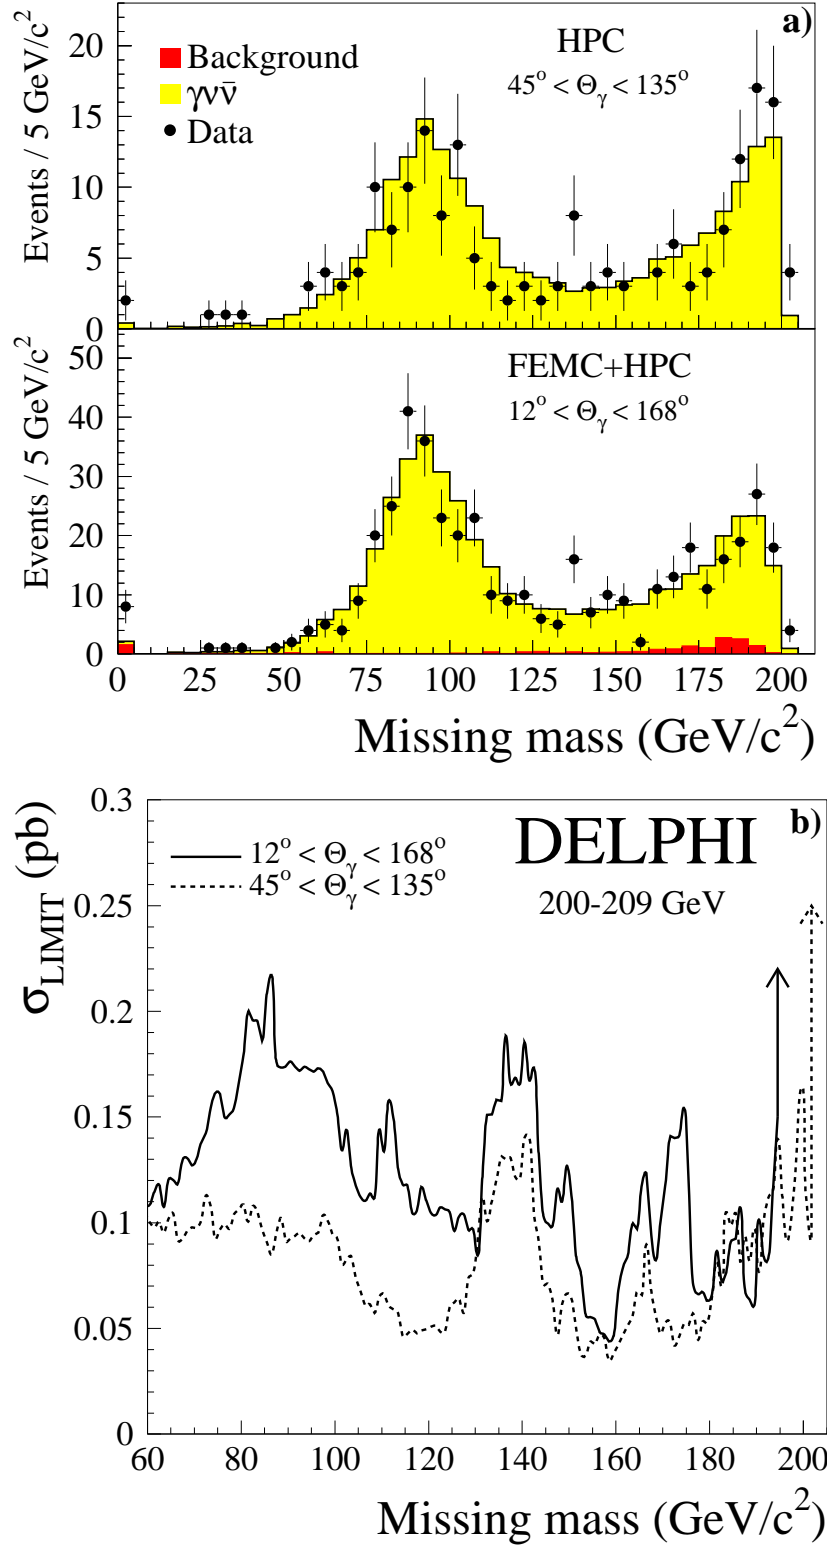 a)
HPC
45° < Θγ < 135°
Background
γνν̄
Data
Events / 5 GeV/c²
20
15
10
5
0
FEMC+HPC
12° < Θγ < 168°
Events / 5 GeV/c²
50
40
30
20
10
0
0 25 50 75 100 125 150 175 200
Missing mass (GeV/c²)
b)
DELPHI
200-209 GeV
12° < Θγ < 168°
45° < Θγ < 135°
σLIMIT (pb)
0.3
0.25
0.2
0.15
0.1
0.05
0
60 80 100 120 140 160 180 200
Missing mass (GeV/c²)